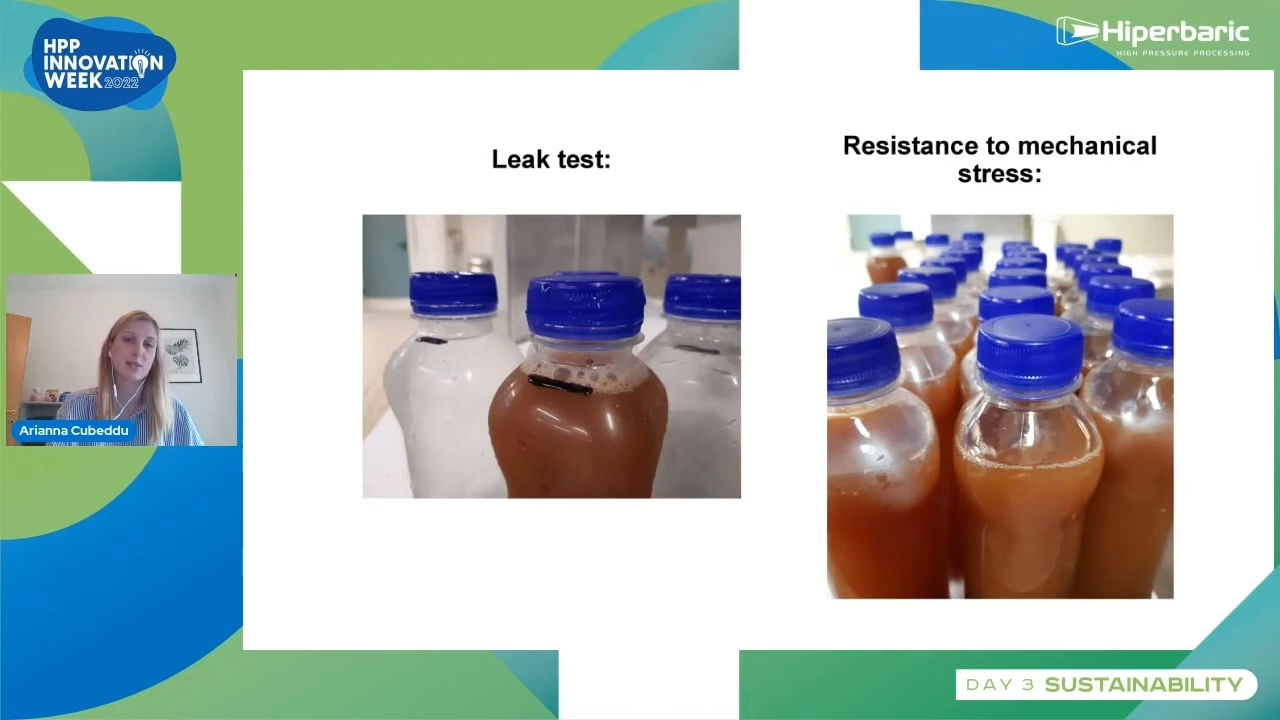 HPP
INNOVATION
WEEK 2022
Hiperbaric
HIGH PRESSURE PROCESSING
Leak test:
Resistance to mechanical
stress:
Arianna Cubeddu
DAY 3 SUSTAINABILITY